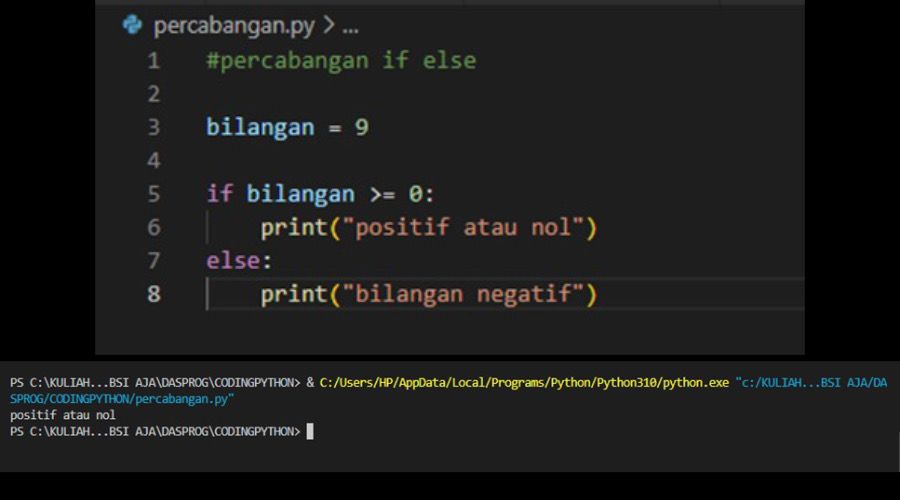 percabangan.py > ...
1 #percabangan if else
2
3 bilangan = 9
4
5 if bilangan >= 0:
6     print("positif atau nol")
7 else:
8     print("bilangan negatif")
PS C:\KULIAH...BSI AJA\DASPROG\CODINGPYTHON> & C:/Users/HP/AppData/Local/Programs/Python/Python310/python.exe "c:/KULIAH...BSI AJA/DA
SPROG/CODINGPYTHON/percabangan.py"
positif atau nol
PS C:\KULIAH...BSI AJA\DASPROG\CODINGPYTHON>